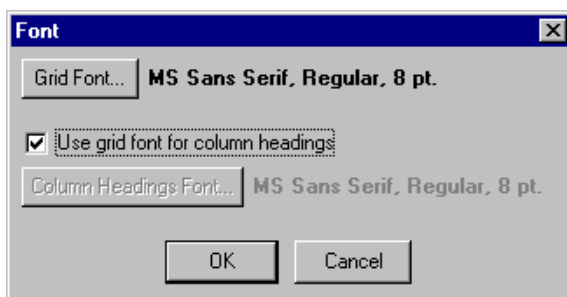 Font
Grid Font... MS Sans Serif, Regular, 8 pt.
Use grid font for column headings
Column Headings Font... MS Sans Serif, Regular, 8 pt.
OK Cancel